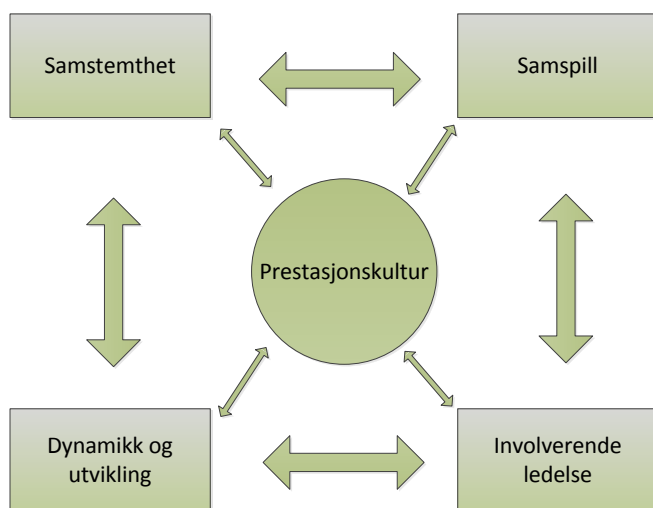 Samstemthet
Samspill
Prestasjonskultur
Dynamikk og
utvikling
Involverende
ledelse